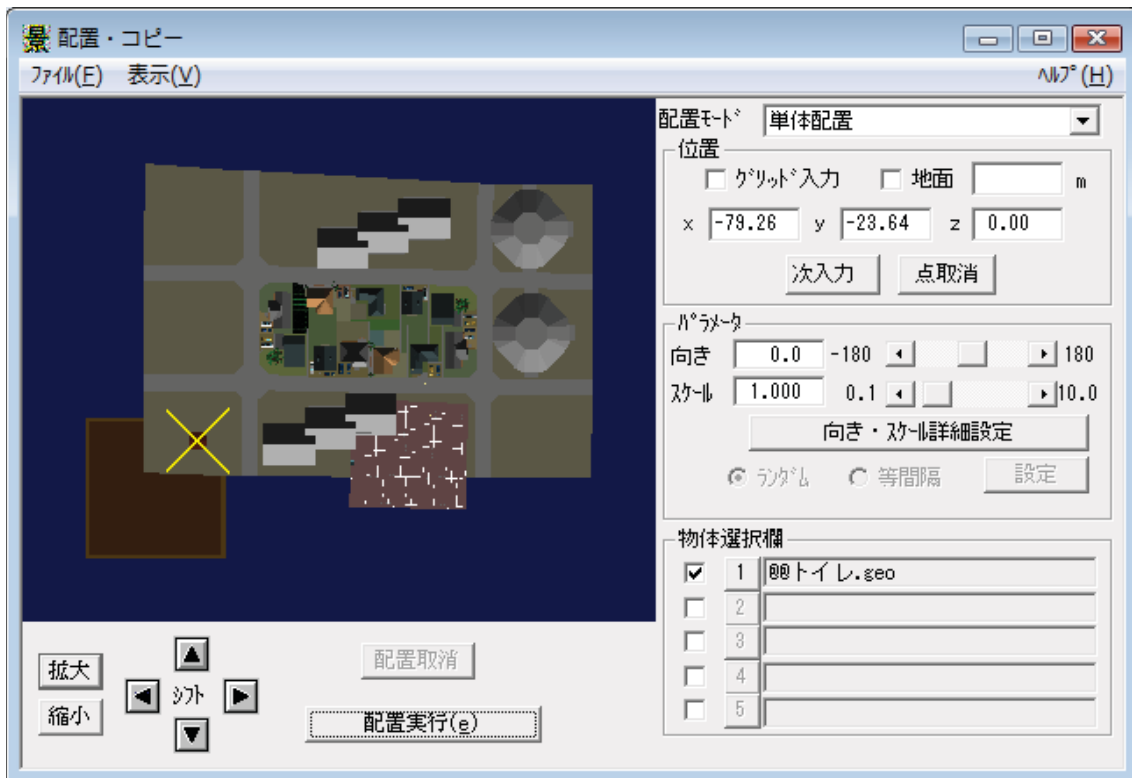 景 配置・コピー
ﾌｧｲﾙ(F) 表示(V) ﾍﾙﾌﾟ(H)
配置ﾓｰﾄﾞ 単体配置
位置
ｸﾞﾘｯﾄﾞ入力 地面 m
x -79.26 y -23.64 z 0.00
次入力 点取消
ﾊﾟﾗﾒｰﾀ
向き 0.0 -180 180
ｽｹｰﾙ 1.000 0.1 10.0
向き・ｽｹｰﾙ詳細設定
ﾗﾝﾀﾞﾑ 等間隔 設定
物体選択欄
1 @@トイレ.geo
2
3
4
5
拡大 ｼﾌﾄ 配置取消
縮小 配置実行(e)